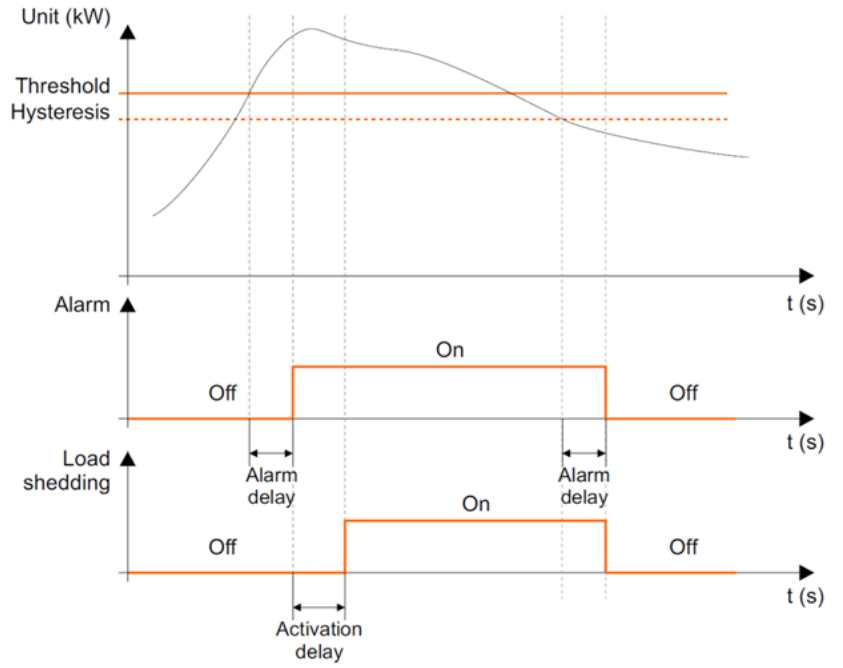 Unit (kW)
Threshold
Hysteresis
t (s)
Alarm
On
Off
Off
t (s)
Alarm
delay
Alarm
delay
Load
shedding
On
Off
Off
t (s)
Activation
delay